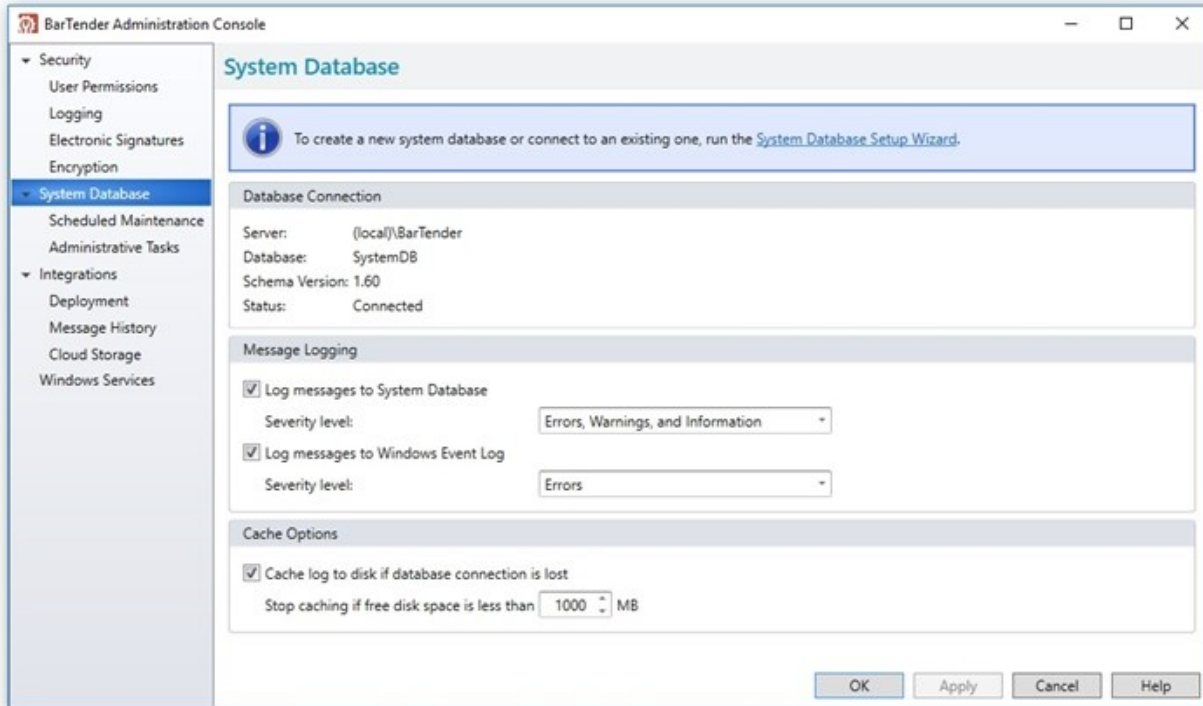 BarTender Administration Console
Security
User Permissions
Logging
Electronic Signatures
Encryption
System Database
Scheduled Maintenance
Administrative Tasks
Integrations
Deployment
Message History
Cloud Storage
Windows Services
System Database
To create a new system database or connect to an existing one, run the System Database Setup Wizard.
Database Connection
Server: (local)\BarTender
Database: SystemDB
Schema Version: 1.60
Status: Connected
Message Logging
Log messages to System Database
Severity level: Errors, Warnings, and Information
Log messages to Windows Event Log
Severity level: Errors
Cache Options
Cache log to disk if database connection is lost
Stop caching if free disk space is less than 1000 MB
OK Apply Cancel Help